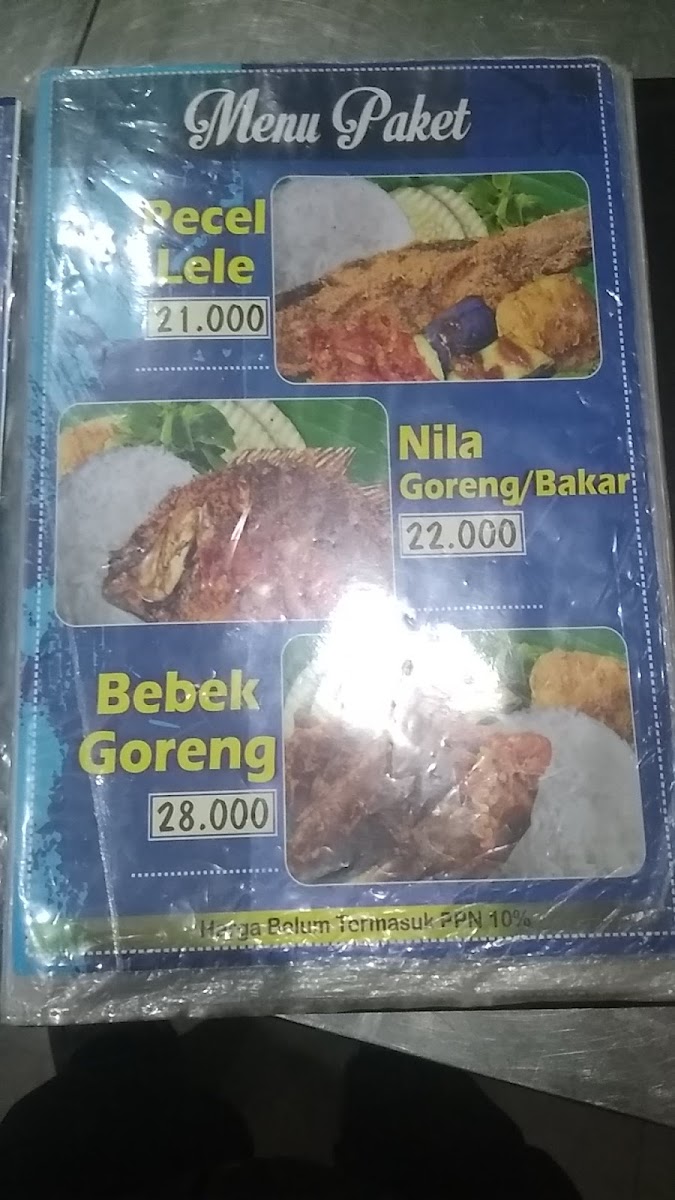 Menu Paket
Pecel
Lele
21.000
Nila
Goreng/Bakar
22.000
Bebek
Goreng
28.000
Harga Belum Termasuk PPN 10%